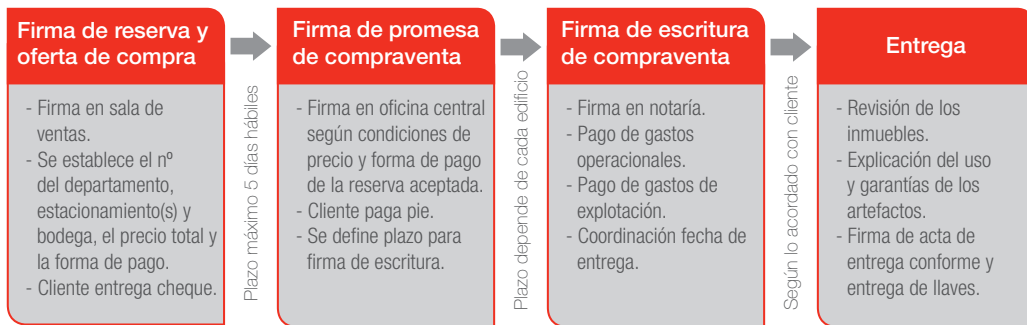 Firma de reserva y
oferta de compra
- Firma en sala de
ventas.
- Se establece el nº
del departamento,
estacionamiento(s) y
bodega, el precio total y
la forma de pago.
- Cliente entrega cheque.
Plazo máximo 5 días hábiles
Firma de promesa
de compraventa
- Firma en oficina central
según condiciones de
precio y forma de pago
de la reserva aceptada.
- Cliente paga pie.
- Se define plazo para
firma de escritura.
Plazo depende de cada edificio
Firma de escritura
de compraventa
- Firma en notaría.
- Pago de gastos
operacionales.
- Pago de gastos de
explotación.
- Coordinación fecha de
entrega.
Según lo acordado con cliente
Entrega
- Revisión de los
inmuebles.
- Explicación del uso
y garantías de los
artefactos.
- Firma de acta de
entrega conforme y
entrega de llaves.